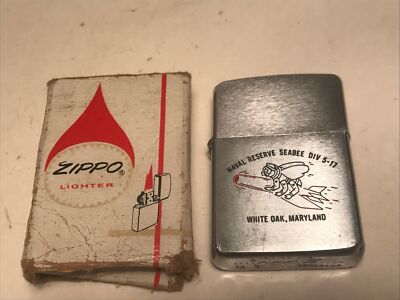 ZIPPO®
LIGHTER
NAVAL RESERVE SEABEE DIV 5-17
WHITE OAK, MARYLAND